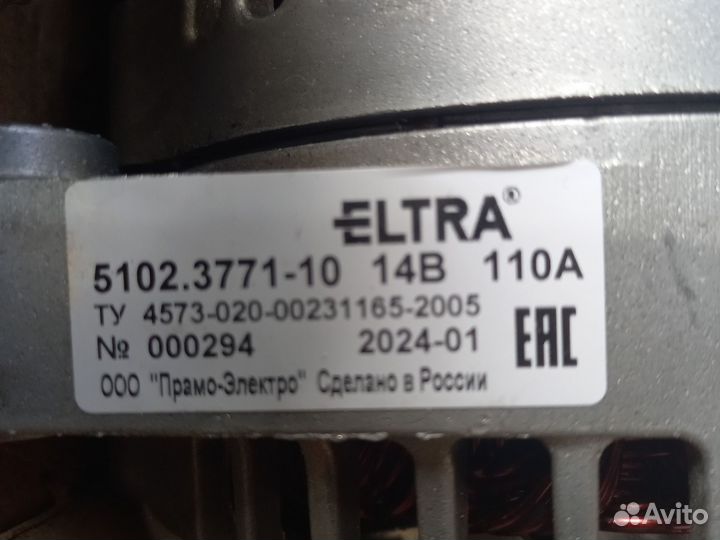 ELTRA®
5102.3771-10 14В 110А
ТУ 4573-020-00231165-2005
№ 000294 2024-01
EAC
ООО "Прамо-Электро" Сделано в России
Avito